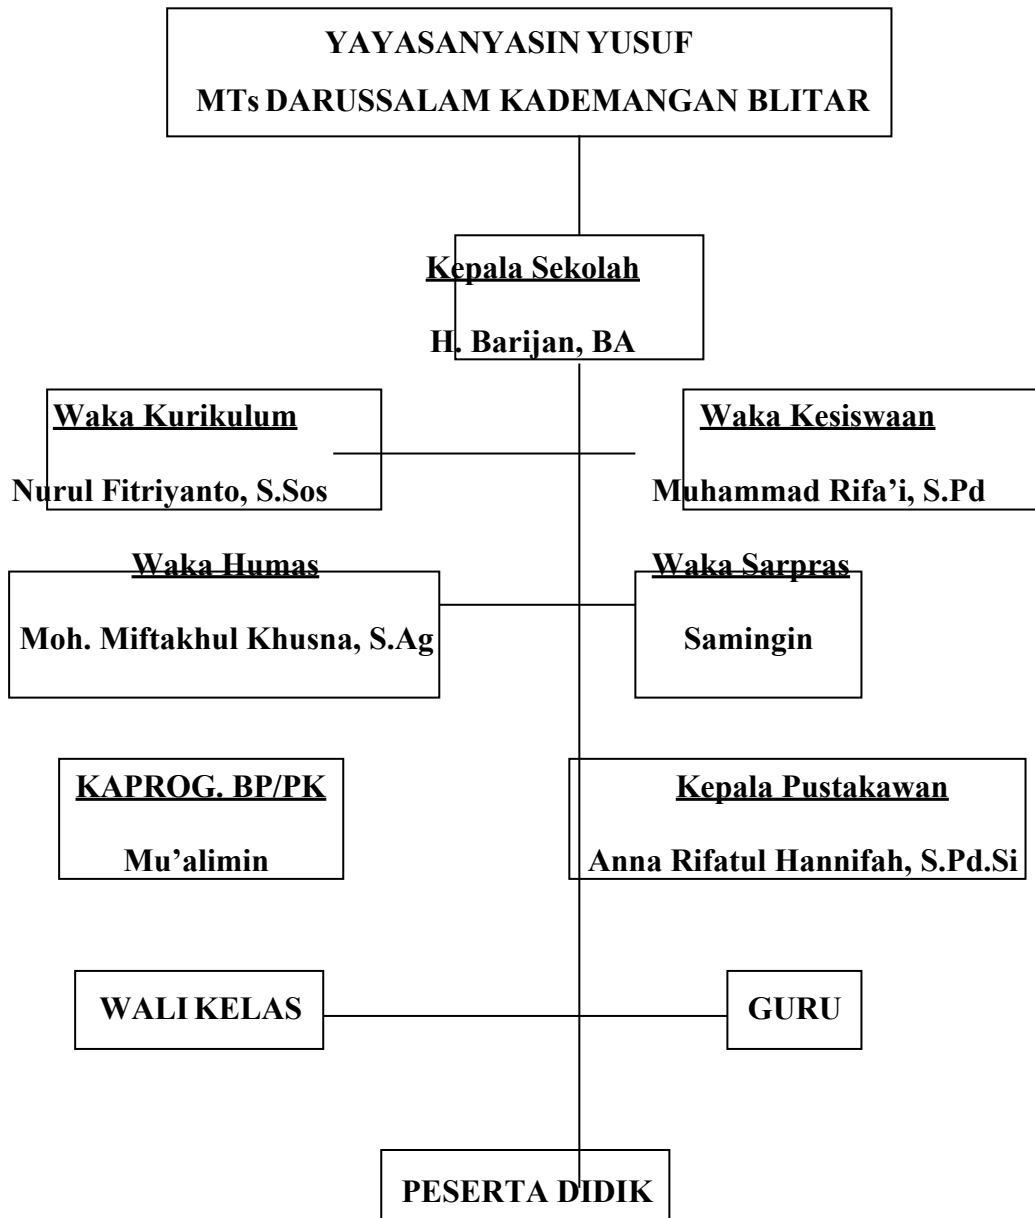 YAYASANYASIN YUSUF
MTs DARUSSALAM KADEMANGAN BLITAR
Kepala Sekolah
H. Barijan, BA
Waka Kurikulum
Nurul Fitriyanto, S.Sos
Waka Kesiswaan
Muhammad Rifa’i, S.Pd
Waka Humas
Moh. Miftakhul Khusna, S.Ag
Waka Sarpras
Samingin
KAPROG. BP/PK
Mu’alimin
Kepala Pustakawan
Anna Rifatul Hannifah, S.Pd.Si
WALI KELAS
GURU
PESERTA DIDIK